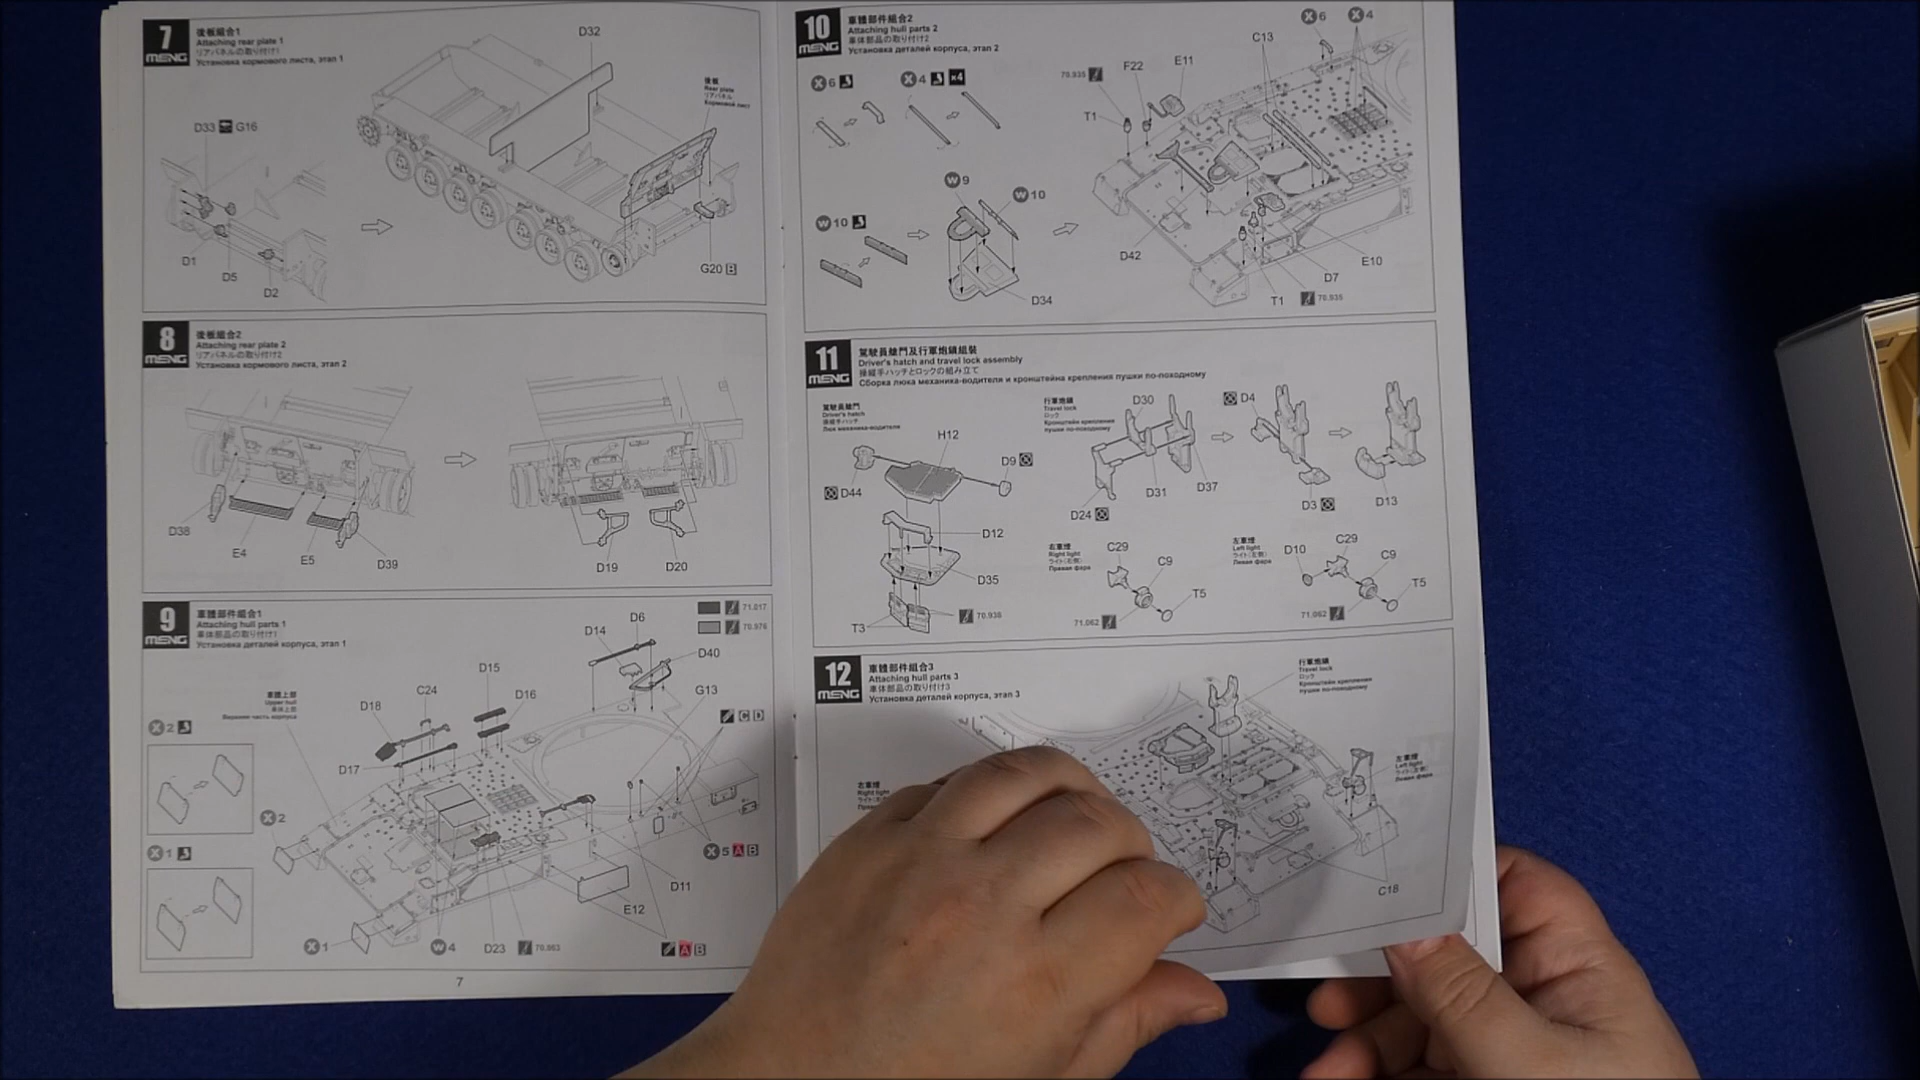 7
MENG
後板組合1
Attaching rear plate 1
リアパネルの取り付け1
Установка кормового листа, этап 1
D32
後板
Rear plate
リアパネル
Кормовой лист
D33 G16
D1
D5
D2
G20 B
8
MENG
後板組合2
Attaching rear plate 2
リアパネルの取り付け2
Установка кормового листа, этап 2
D38
E4
E5
D39
D19
D20
9
MENG
車體部件組合1
Attaching hull parts 1
車体部品の取り付け1
Установка деталей корпуса, этап 1
71.017
70.976
D6
D14
D40
D15
D16
G13
C24
D18
D17
車體上部
Upper hull
車体上部
Верхняя часть корпуса
C D
X 2
X 2
X 1
X 1
W 4
D23
70.863
X 5 A B
D11
E12
A B
7
10
MENG
車體部件組合2
Attaching hull parts 2
車体部品の取り付け2
Установка деталей корпуса, этап 2
X 6
X 4
C13
X 6
X 4 x4
70.935
F22
E11
T1
W 9
W 10
W 10
D34
D42
E10
D7
T1
70.935
11
MENG
駕駛員艙門及行軍炮鎖組裝
Driver's hatch and travel lock assembly
操縦手ハッチとロックの組み立て
Сборка люка механика-водителя и кронштейна крепления пушки по-походному
駕駛員艙門
Driver's hatch
操縦手ハッチ
Люк механика-водителя
H12
D9
D44
D12
D35
T3
70.938
行軍炮鎖
Travel lock
ロック
Кронштейн крепления
пушки по-походному
D30
D31
D37
D24
D4
D3
D13
右車燈
Right light
ライト(右側)
Правая фара
C29
C9
T5
71.062
左車燈
Left light
ライト(左側)
Левая фара
D10
C29
C9
T5
71.062
12
MENG
車體部件組合3
Attaching hull parts 3
車体部品の取り付け3
Установка деталей корпуса, этап 3
行軍炮鎖
Travel lock
ロック
Кронштейн крепления
пушки по-походному
右車燈
Right light
左車燈
Left light
ライト(左側)
Левая фара
C18